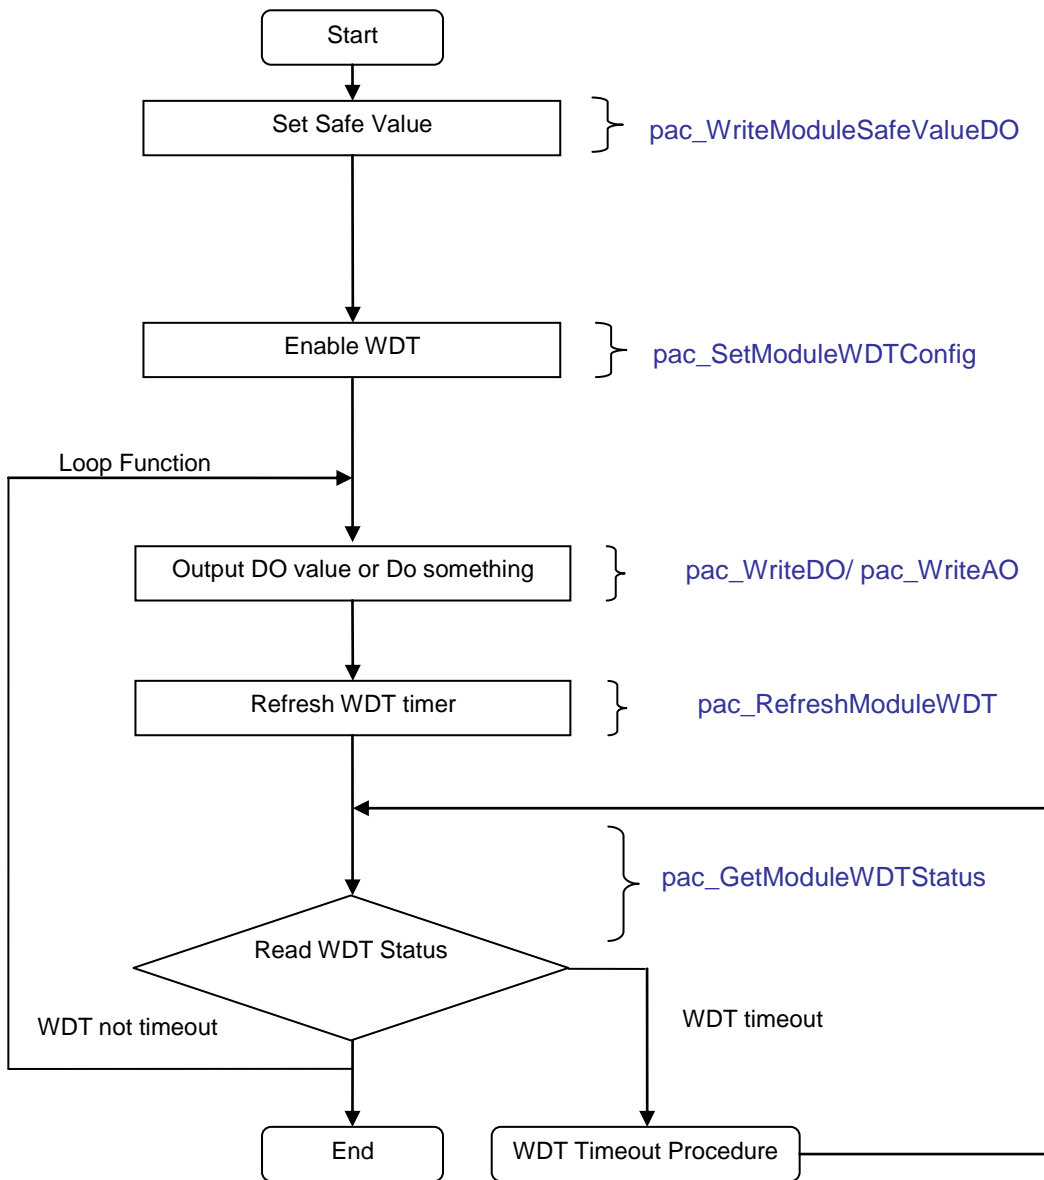 Start
Set Safe Value
pac_WriteModuleSafeValueDO
Enable WDT
pac_SetModuleWDTConfig
Loop Function
Output DO value or Do something
pac_WriteDO/ pac_WriteAO
Refresh WDT timer
pac_RefreshModuleWDT
pac_GetModuleWDTStatus
Read WDT Status
WDT not timeout
WDT timeout
End
WDT Timeout Procedure